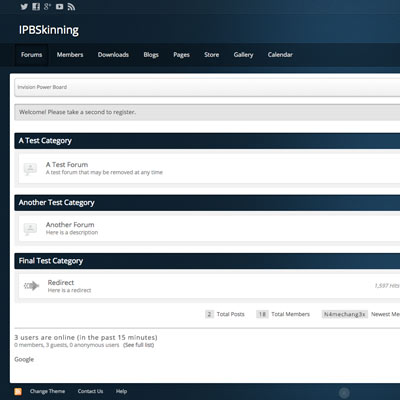 IPBSkinning
Forums Members Downloads Blogs Pages Store Gallery Calendar
Invision Power Board
Welcome! Please take a second to register.
A Test Category
A Test Forum
A test forum that may be removed at any time
Another Test Category
Another Forum
Here is a description
Final Test Category
Redirect
Here is a redirect
1,597 Hits
2 Total Posts 18 Total Members N4mechang3x Newest Me
3 users are online (in the past 15 minutes)
0 members, 3 guests, 0 anonymous users (See full list)
Google
Change Theme Contact Us Help